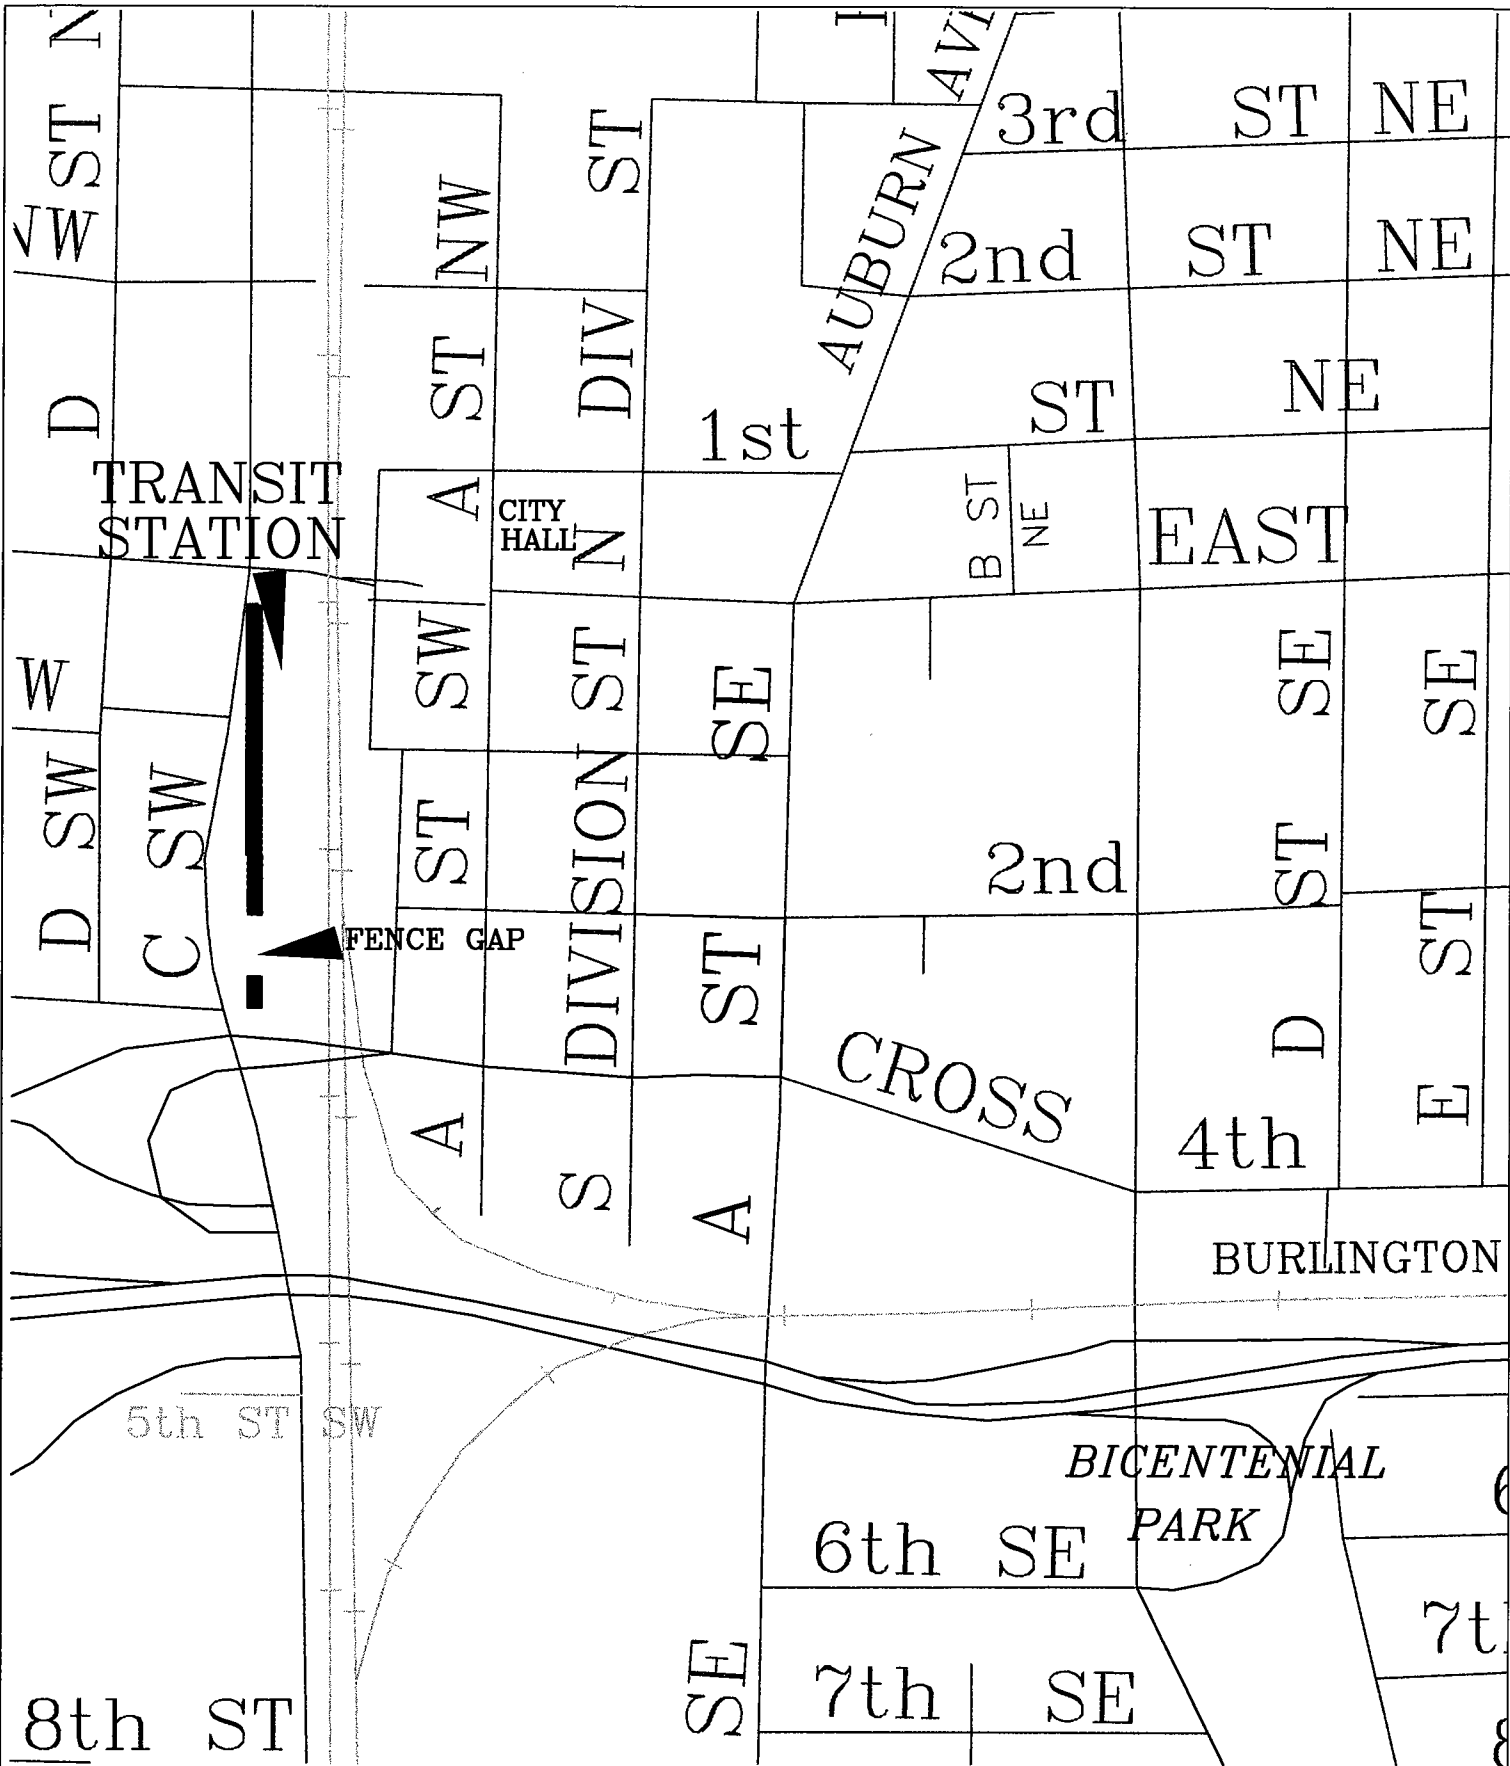 ST N
AUBURN AVE
3rd ST NE
ST
NW
A ST NW
2nd ST NE
N DIV ST
D
1st ST NE
TRANSIT
STATION
CITY
HALL
B ST
NE
EAST
W
SW
DIVISION ST
A ST SE
D ST SE
E ST SE
D SW
C SW
A ST
2nd
FENCE GAP
CROSS
4th
S
BURLINGTON
5th ST SW
BICENTENIAL
PARK
6th SE
7th SE
8th ST